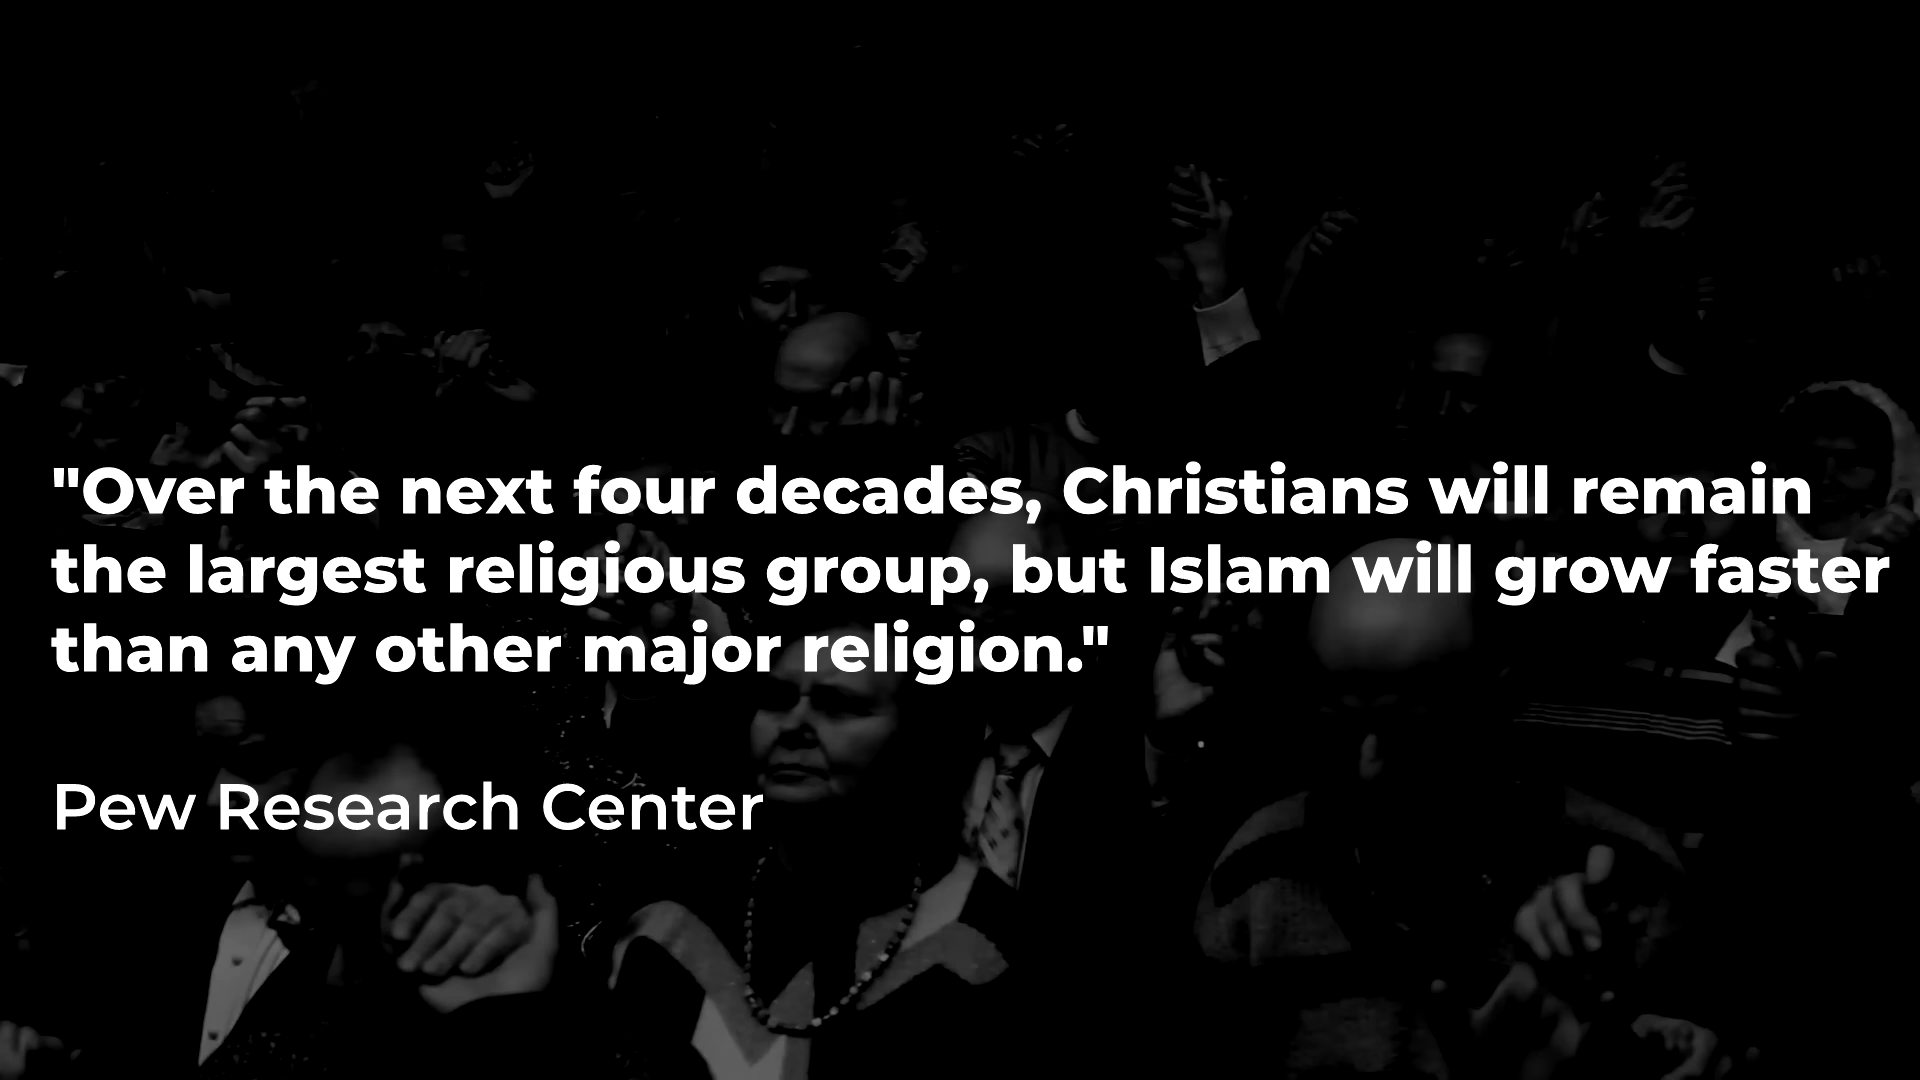 "Over the next four decades, Christians will remain
the largest religious group, but Islam will grow faster
than any other major religion."
Pew Research Center